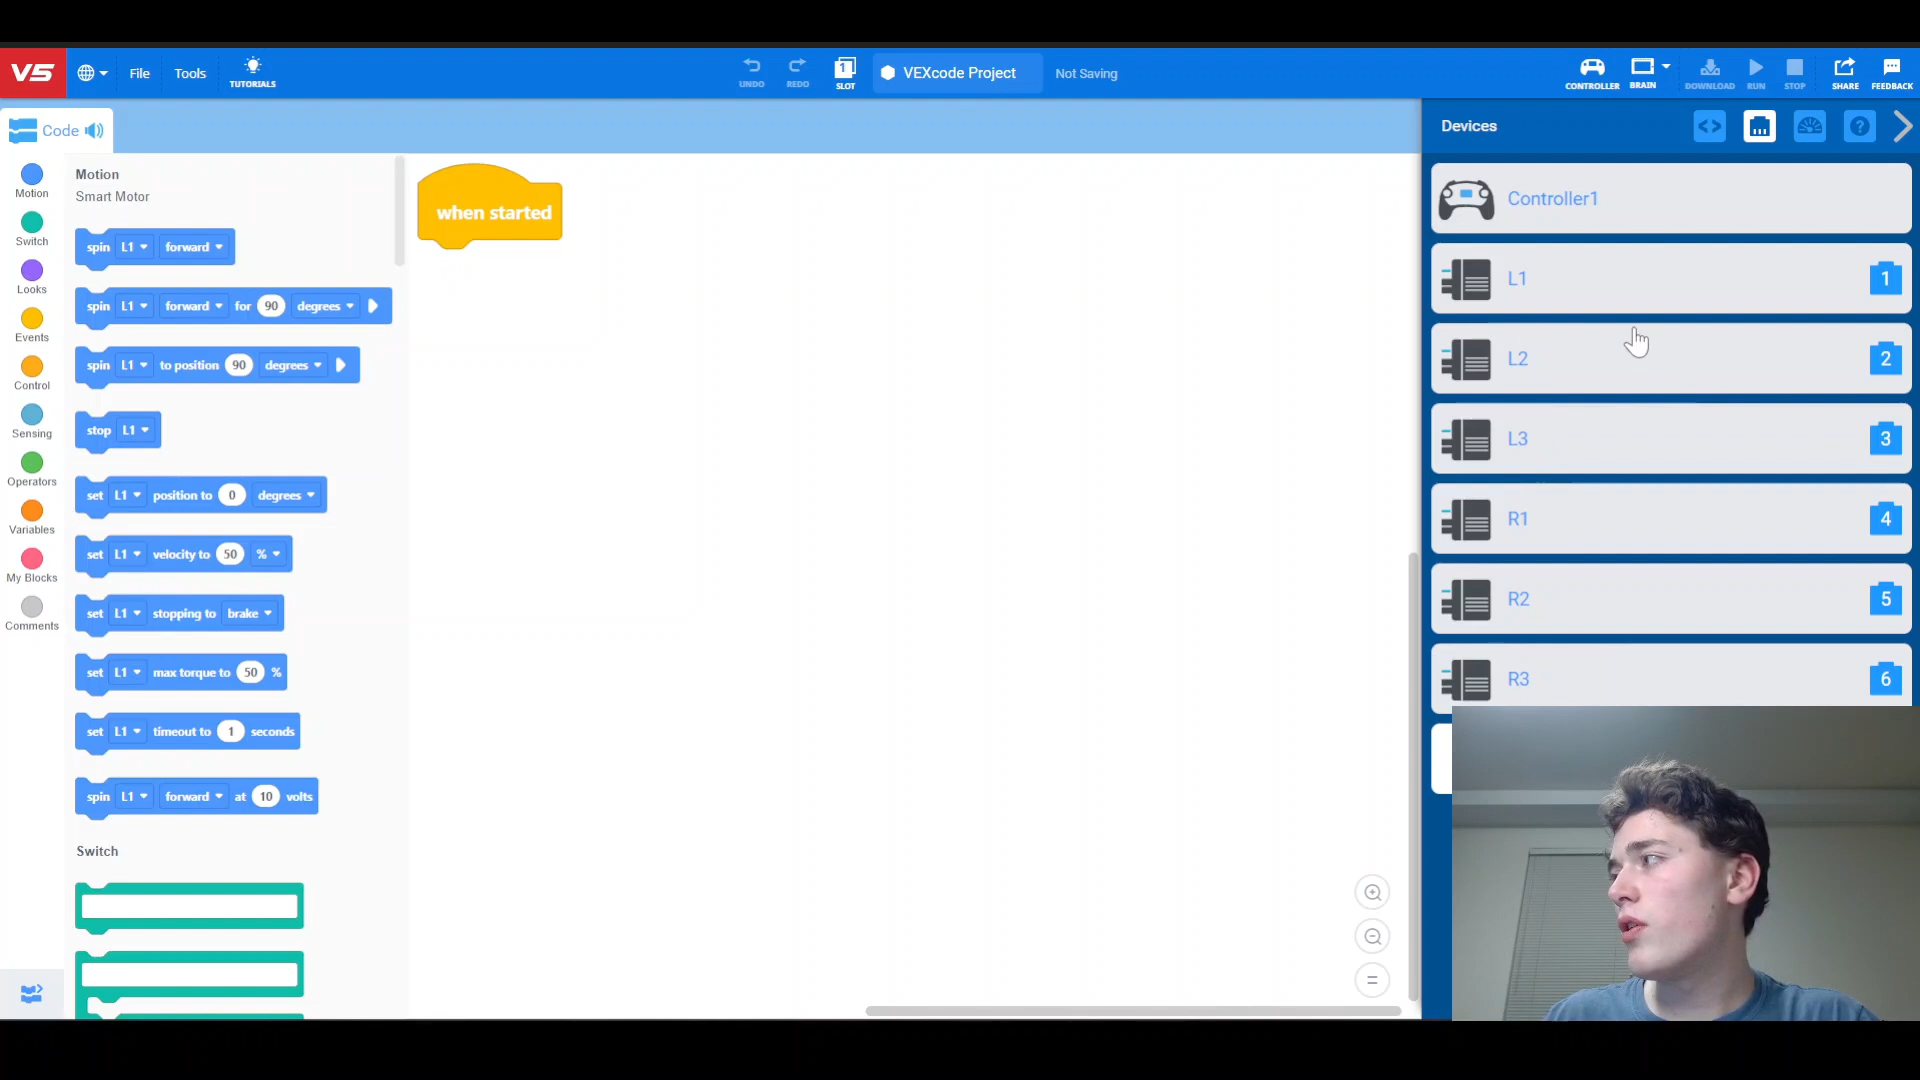 V5
File
Tools
TUTORIALS
UNDO
REDO
1
SLOT
VEXcode Project
Not Saving
CONTROLLER
BRAIN
DOWNLOAD
RUN
STOP
SHARE
FEEDBACK
Code
Devices
<>
?
Motion
Switch
Looks
Events
Control
Sensing
Operators
Variables
My Blocks
Comments
Motion
Smart Motor
spin L1 forward
spin L1 forward for 90 degrees
spin L1 to position 90 degrees
stop L1
set L1 position to 0 degrees
set L1 velocity to 50 %
set L1 stopping to brake
set L1 max torque to 50 %
set L1 timeout to 1 seconds
spin L1 forward at 10 volts
Switch
when started
Controller1
L1 1
L2 2
L3 3
R1 4
R2 5
R3 6